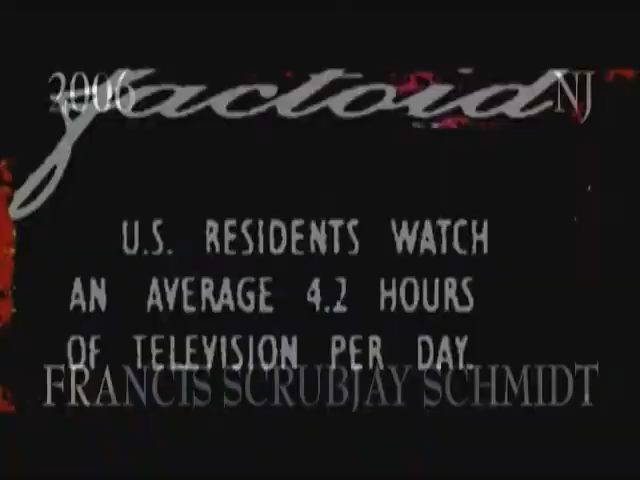 2006 factoid NJ
U.S. RESIDENTS WATCH
AN AVERAGE 4.2 HOURS
OF TELEVISION PER DAY.
FRANCIS SCRUBJAY SCHMIDT